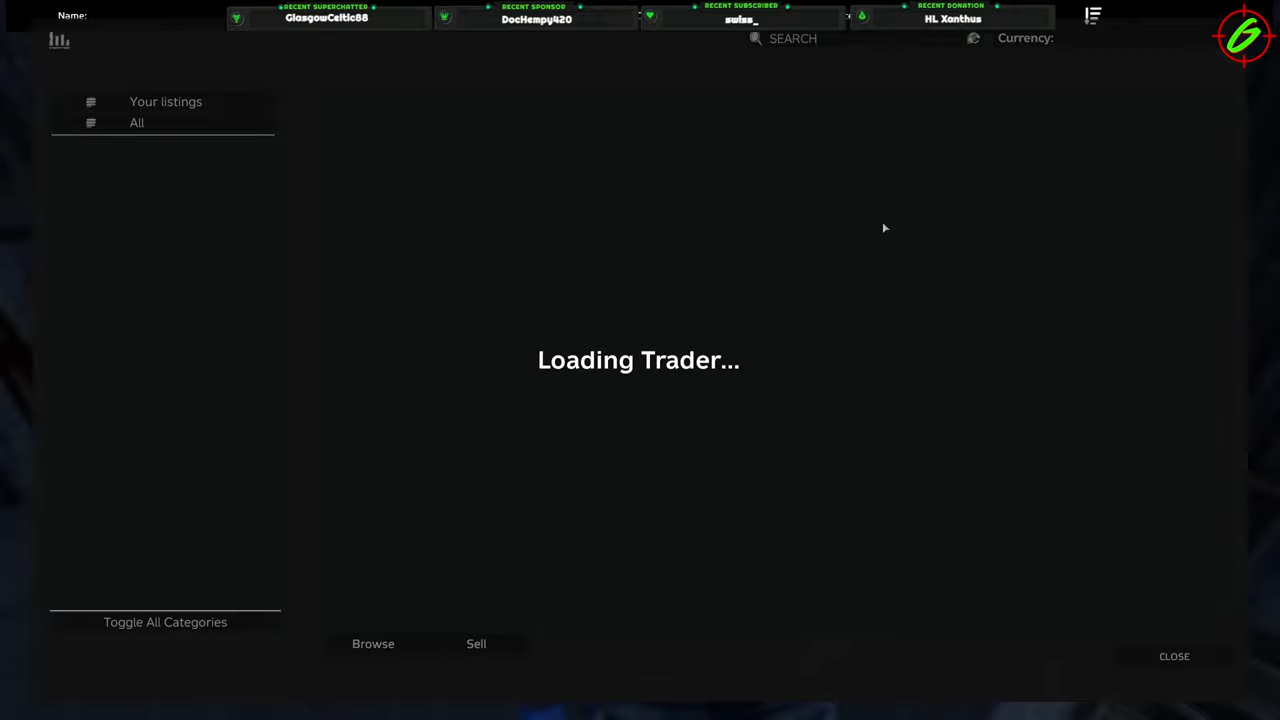 Name:
RECENT SUPERCHATTER
GlasgowCeltic88
RECENT SPONSOR
DocHempy420
RECENT SUBSCRIBER
swiss_
RECENT DONATION
HL Xanthus
SEARCH
Currency:
Your listings
All
Loading Trader...
Toggle All Categories
Browse
Sell
CLOSE